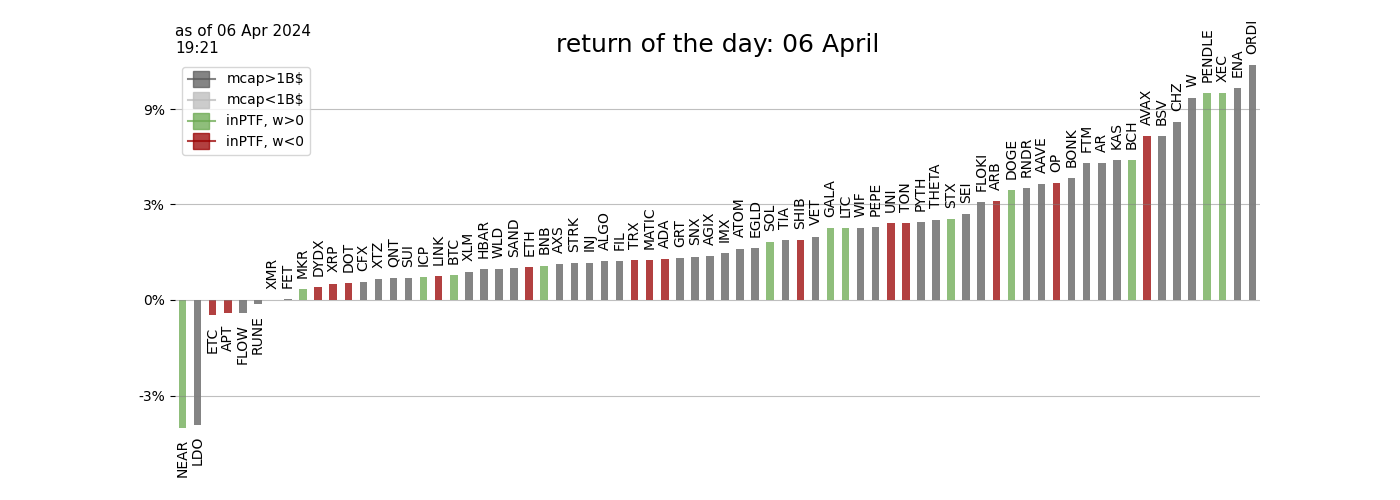 as of 06 Apr 2024
19:21
return of the day: 06 April
mcap>1B$
mcap<1B$
inPTF, w>0
inPTF, w<0
9%
3%
0%
-3%
NEAR
LDO
ETC
APT
FLOW
RUNE
XMR
FET
MKR
DYDX
XRP
DOT
CFX
XTZ
QNT
SUI
ICP
LINK
BTC
XLM
HBAR
WLD
SAND
ETH
BNB
AXS
STRK
INJ
ALGO
FIL
TRX
MATIC
ADA
GRT
SNX
AGIX
IMX
ATOM
EGLD
SOL
TIA
SHIB
VET
GALA
LTC
WIF
PEPE
UNI
TON
PYTH
THETA
STX
SEI
FLOKI
ARB
DOGE
RNDR
AAVE
OP
BONK
FTM
AR
KAS
BCH
AVAX
BSV
CHZ
W
PENDLE
XEC
ENA
ORDI